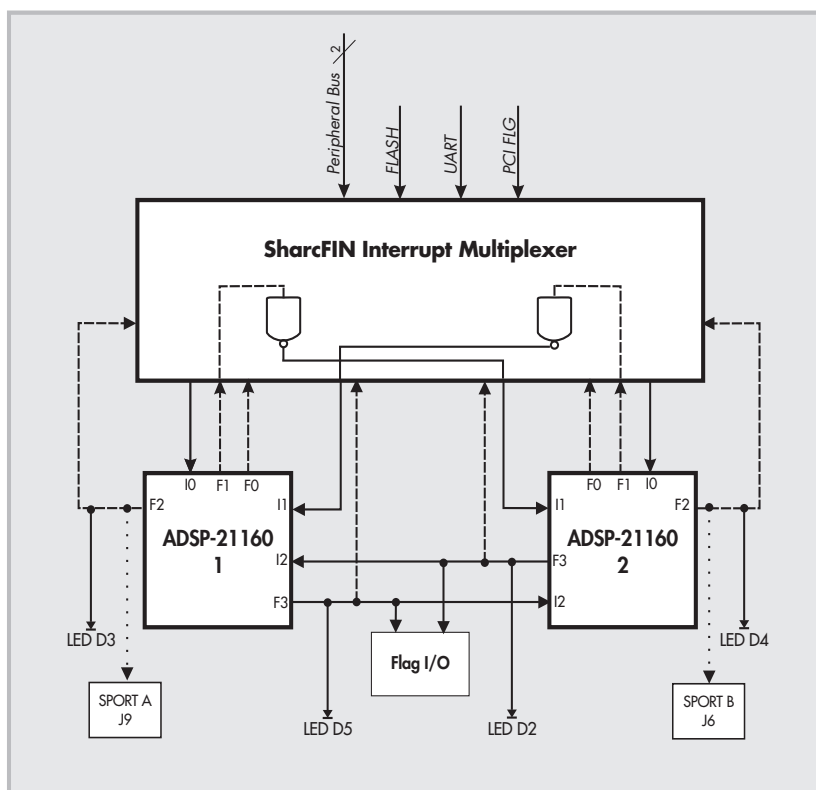 2
Peripheral Bus
FLASH
UART
PCI FLG
SharcFIN Interrupt Multiplexer
I0
F1
F0
F0
F1
I0
F2
I1
I1
F2
ADSP-21160
1
ADSP-21160
2
I2
F3
F3
I2
LED D3
Flag I/O
LED D4
SPORT A
J9
SPORT B
J6
LED D5
LED D2